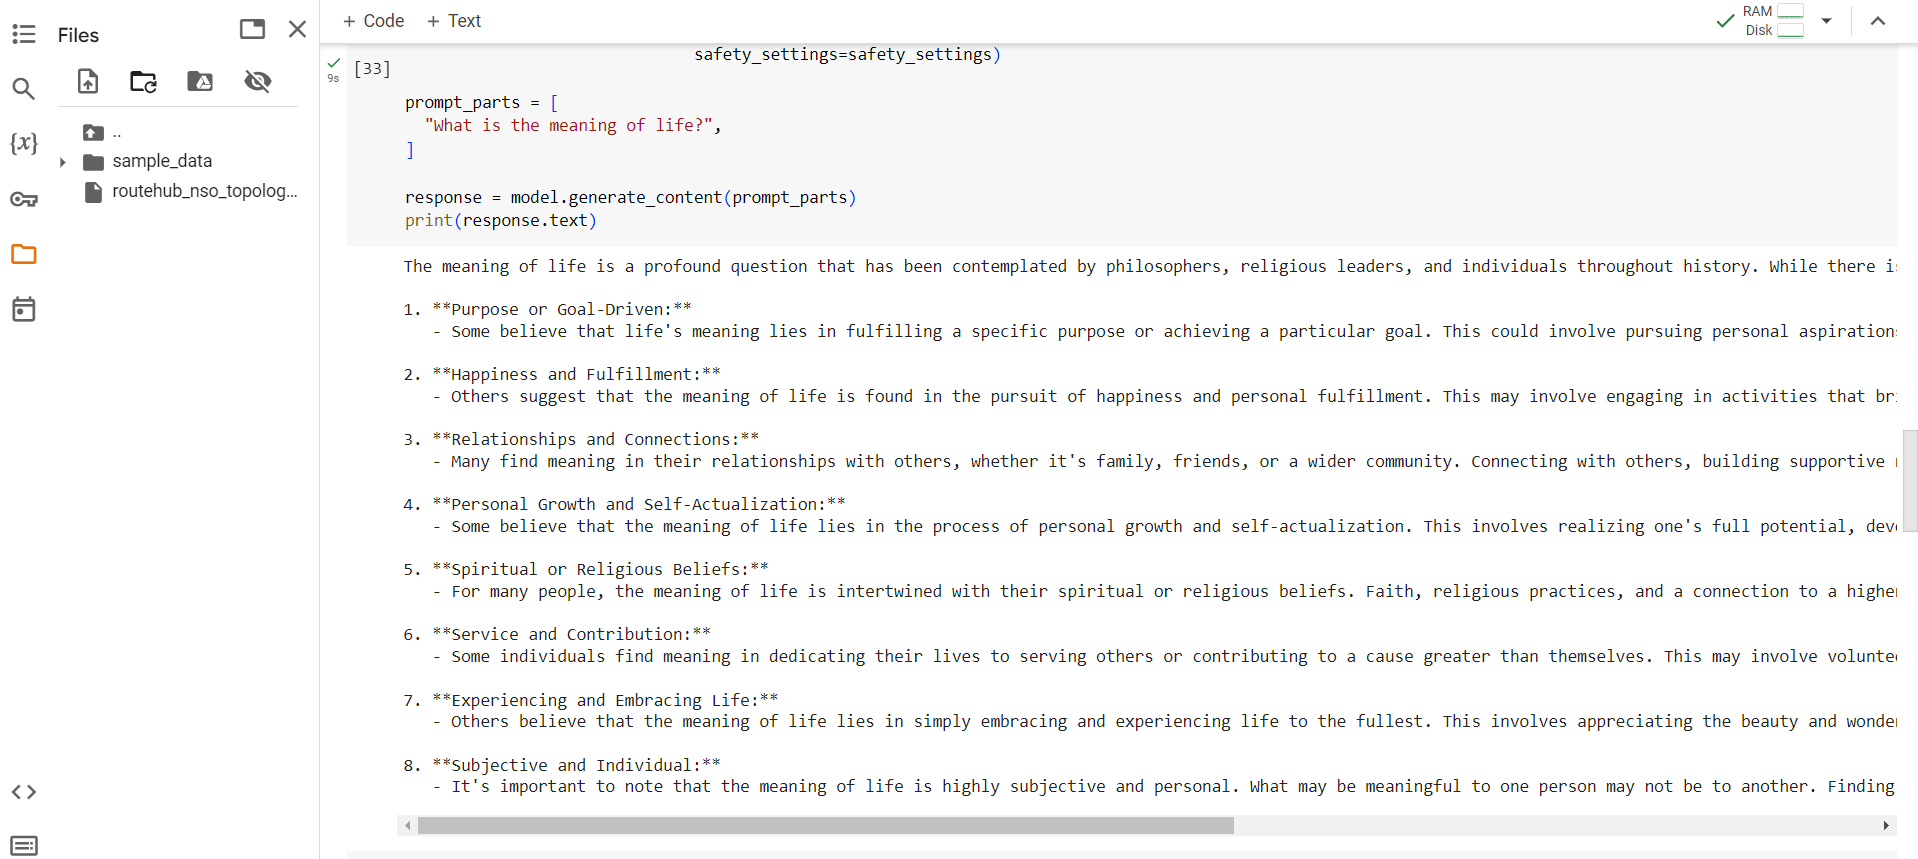 Files
..
sample_data
routehub_nso_topolog...
+ Code + Text
RAM
Disk
9s
[33]
safety_settings=safety_settings)
prompt_parts = [
"What is the meaning of life?",
]
response = model.generate_content(prompt_parts)
print(response.text)
The meaning of life is a profound question that has been contemplated by philosophers, religious leaders, and individuals throughout history. While there
1. **Purpose or Goal-Driven:**
- Some believe that life's meaning lies in fulfilling a specific purpose or achieving a particular goal. This could involve pursuing personal aspirations
2. **Happiness and Fulfillment:**
- Others suggest that the meaning of life is found in the pursuit of happiness and personal fulfillment. This may involve engaging in activities that
3. **Relationships and Connections:**
- Many find meaning in their relationships with others, whether it's family, friends, or a wider community. Connecting with others, building supportive
4. **Personal Growth and Self-Actualization:**
- Some believe that the meaning of life lies in the process of personal growth and self-actualization. This involves realizing one's full potential,
5. **Spiritual or Religious Beliefs:**
- For many people, the meaning of life is intertwined with their spiritual or religious beliefs. Faith, religious practices, and a connection to a higher
6. **Service and Contribution:**
- Some individuals find meaning in dedicating their lives to serving others or contributing to a cause greater than themselves. This may involve
7. **Experiencing and Embracing Life:**
- Others believe that the meaning of life lies in simply embracing and experiencing life to the fullest. This involves appreciating the beauty and
8. **Subjective and Individual:**
- It's important to note that the meaning of life is highly subjective and personal. What may be meaningful to one person may not be to another. Finding
{x}
<>